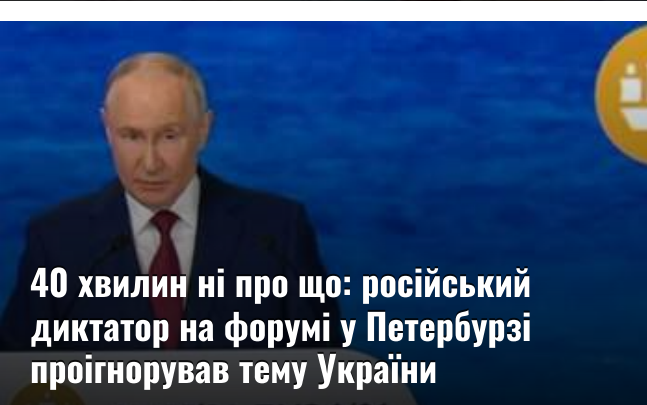 40 хвилин ні про що: російський
диктатор на форумі у Петербурзі
проігнорував тему України